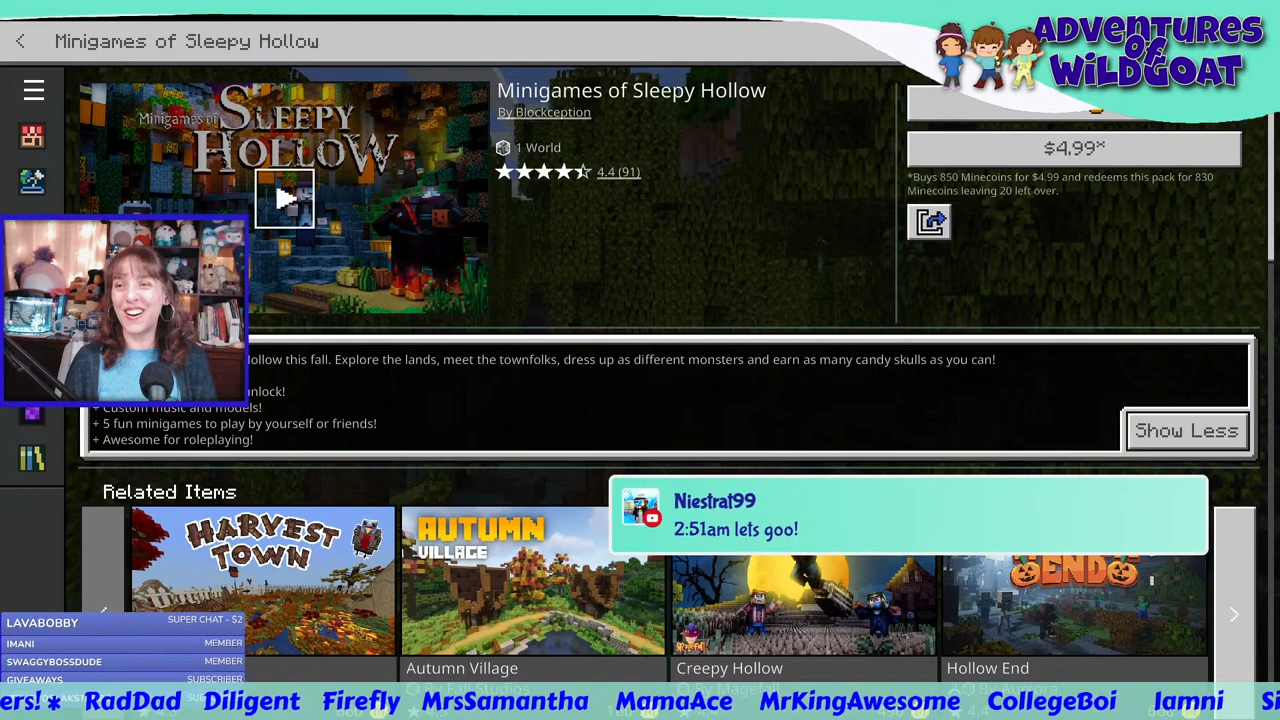 Minigames of Sleepy Hollow
ADVENTURES
OF
WILDGOAT
Minigames of
SLEEPY
HOLLOW
Minigames of Sleepy Hollow
By Blockception
1 World
4.4 (91)
$4.99*
*Buys 850 Minecoins for $4.99 and redeems this pack for 830
Minecoins leaving 20 left over.
ollow this fall. Explore the lands, meet the townfolks, dress up as different monsters and earn as many candy skulls as you can!
unlock!
+ Custom music and models!
+ 5 fun minigames to play by yourself or friends!
+ Awesome for roleplaying!
Show Less
Related Items
Niestrat99
2:51am lets goo!
HARVEST
TOWN
AUTUMN
VILLAGE
END
Autumn Village
Creepy Hollow
Hollow End
LAVABOBBY SUPER CHAT - $2
IMANI MEMBER
SWAGGYBOSSDUDE MEMBER
GIVEAWAYS SUBSCRIBER
ers!* RadDad Diligent Firefly MrsSamantha MamaAce MrKingAwesome CollegeBoi Iamni Si